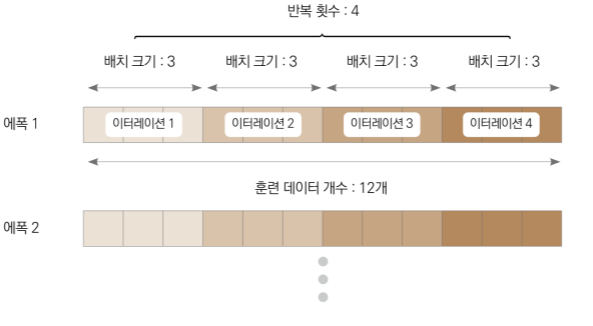 반복 횟수 : 4
배치 크기 : 3 배치 크기 : 3 배치 크기 : 3 배치 크기 : 3
에폭 1 이터레이션 1 이터레이션 2 이터레이션 3 이터레이션 4
훈련 데이터 개수 : 12개
에폭 2